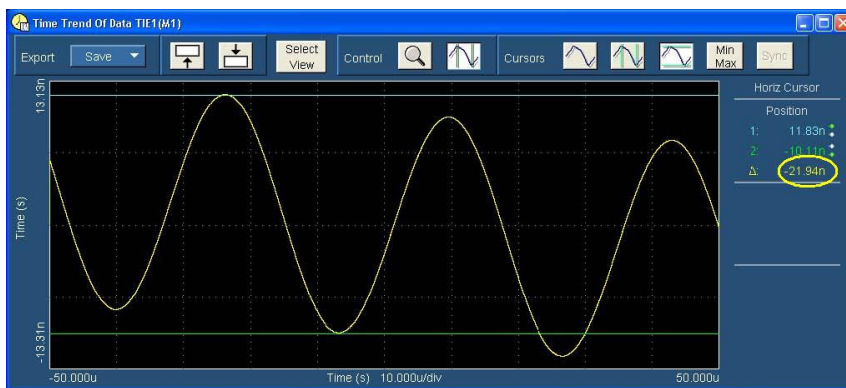 Time Trend Of Data TIE1(M1)
Export Save Select View Control Cursors Min Max Sync
13.13n
Time (s)
-13.31n
-50.000u Time (s) 10.000u/div 50.000u
Horiz Cursor
Position
1: 11.83n
2: -10.11n
Δ: -21.94n